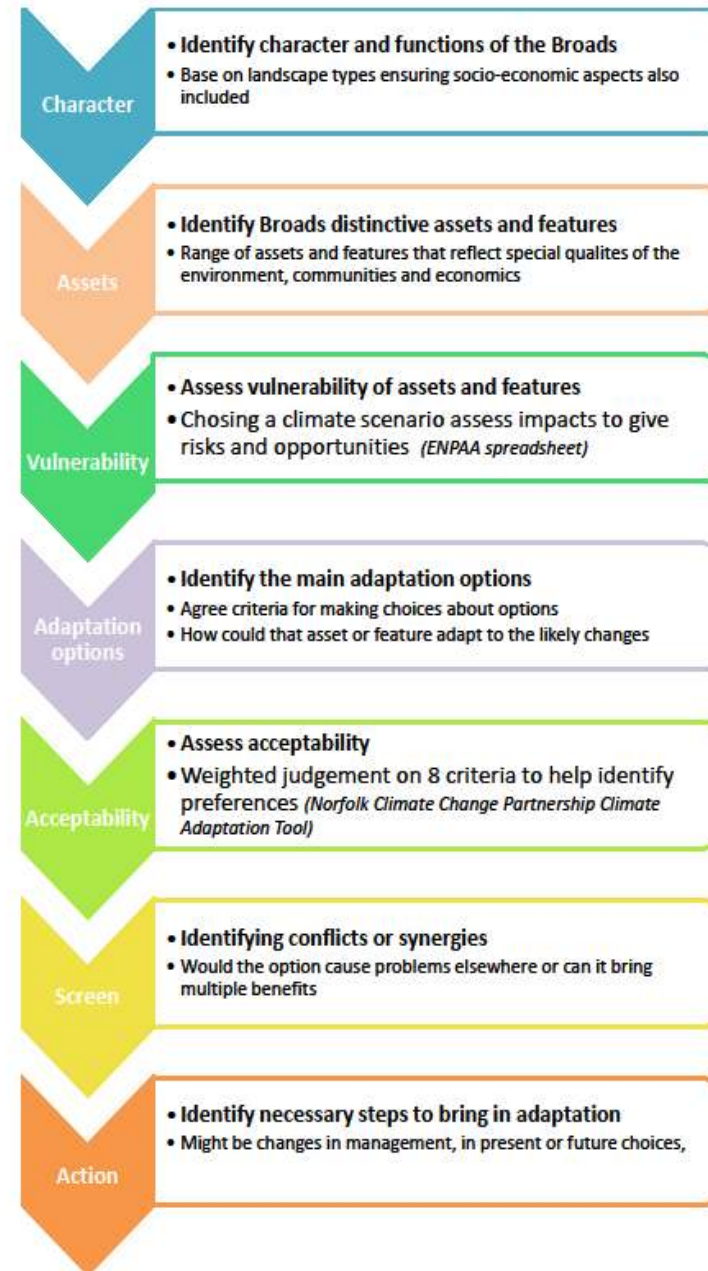 Character
• Identify character and functions of the Broads
• Base on landscape types ensuring socio-economic aspects also
included
Assets
• Identify Broads distinctive assets and features
• Range of assets and features that reflect special qualites of the
environment, communities and economics
Vulnerability
• Assess vulnerability of assets and features
• Chosing a climate scenario assess impacts to give
risks and opportunities (ENPAA spreadsheet)
Adaptation
options
• Identify the main adaptation options
• Agree criteria for making choices about options
• How could that asset or feature adapt to the likely changes
Acceptability
• Assess acceptability
• Weighted judgement on 8 criteria to help identify
preferences (Norfolk Climate Change Partnership Climate
Adaptation Tool)
Screen
• Identifying conflicts or synergies
• Would the option cause problems elsewhere or can it bring
multiple benefits
Action
• Identify necessary steps to bring in adaptation
• Might be changes in management, in present or future choices,